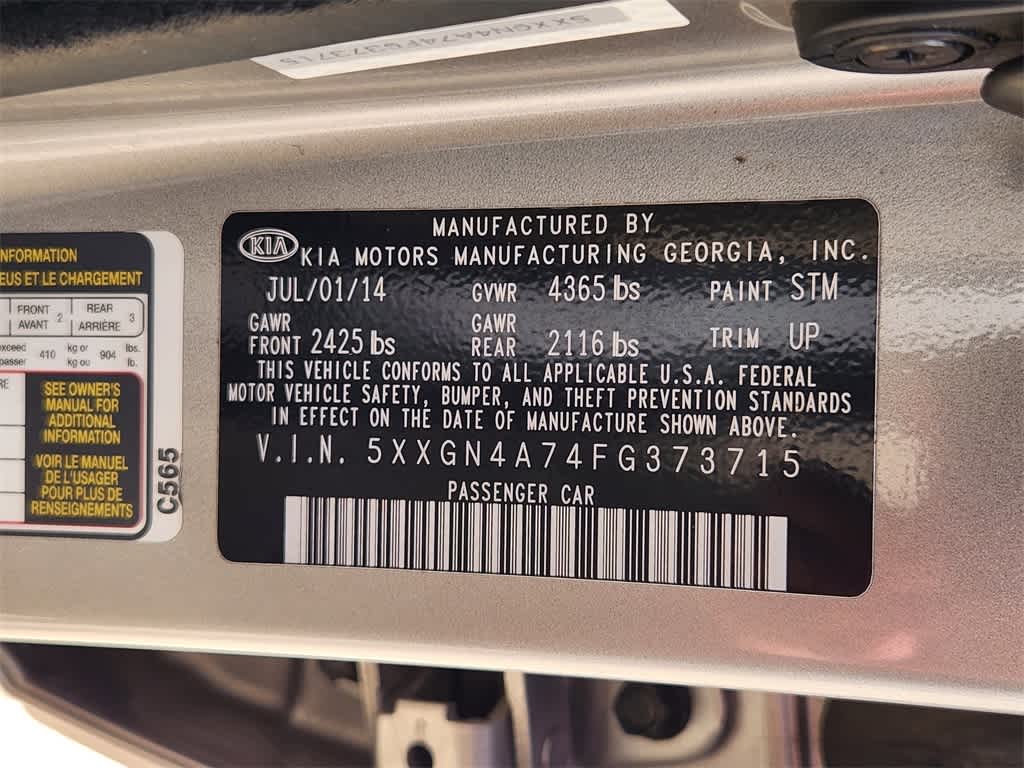 5XXGN4A74FG373715
MANUFACTURED BY
KIA
KIA MOTORS MANUFACTURING GEORGIA, INC.
JUL/01/14 GVWR 4365 lbs PAINT STM
GAWR FRONT 2425 lbs GAWR REAR 2116 lbs TRIM UP
THIS VEHICLE CONFORMS TO ALL APPLICABLE U.S.A. FEDERAL
MOTOR VEHICLE SAFETY, BUMPER, AND THEFT PREVENTION STANDARDS
IN EFFECT ON THE DATE OF MANUFACTURE SHOWN ABOVE.
V.I.N. 5XXGN4A74FG373715
PASSENGER CAR
NFORMATION
EUS ET LE CHARGEMENT
FRONT AVANT 2 REAR ARRIÈRE 3
xceed 410 kg or 904 lbs.
passer kg ou lb.
RE
SEE OWNER'S
MANUAL FOR
ADDITIONAL
INFORMATION
VOIR LE MANUEL
DE L'USAGER
POUR PLUS DE
RENSEIGNEMENTS
C565